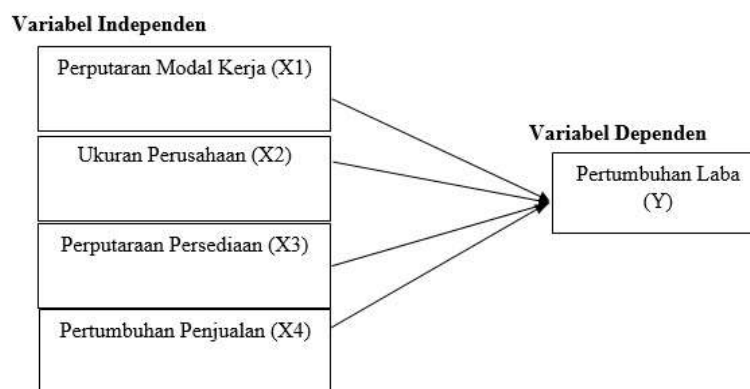 Variabel Independen
Perputaran Modal Kerja (X1)
Ukuran Perusahaan (X2)
Perputaraan Persediaan (X3)
Pertumbuhan Penjualan (X4)
Variabel Dependen
Pertumbuhan Laba
(Y)